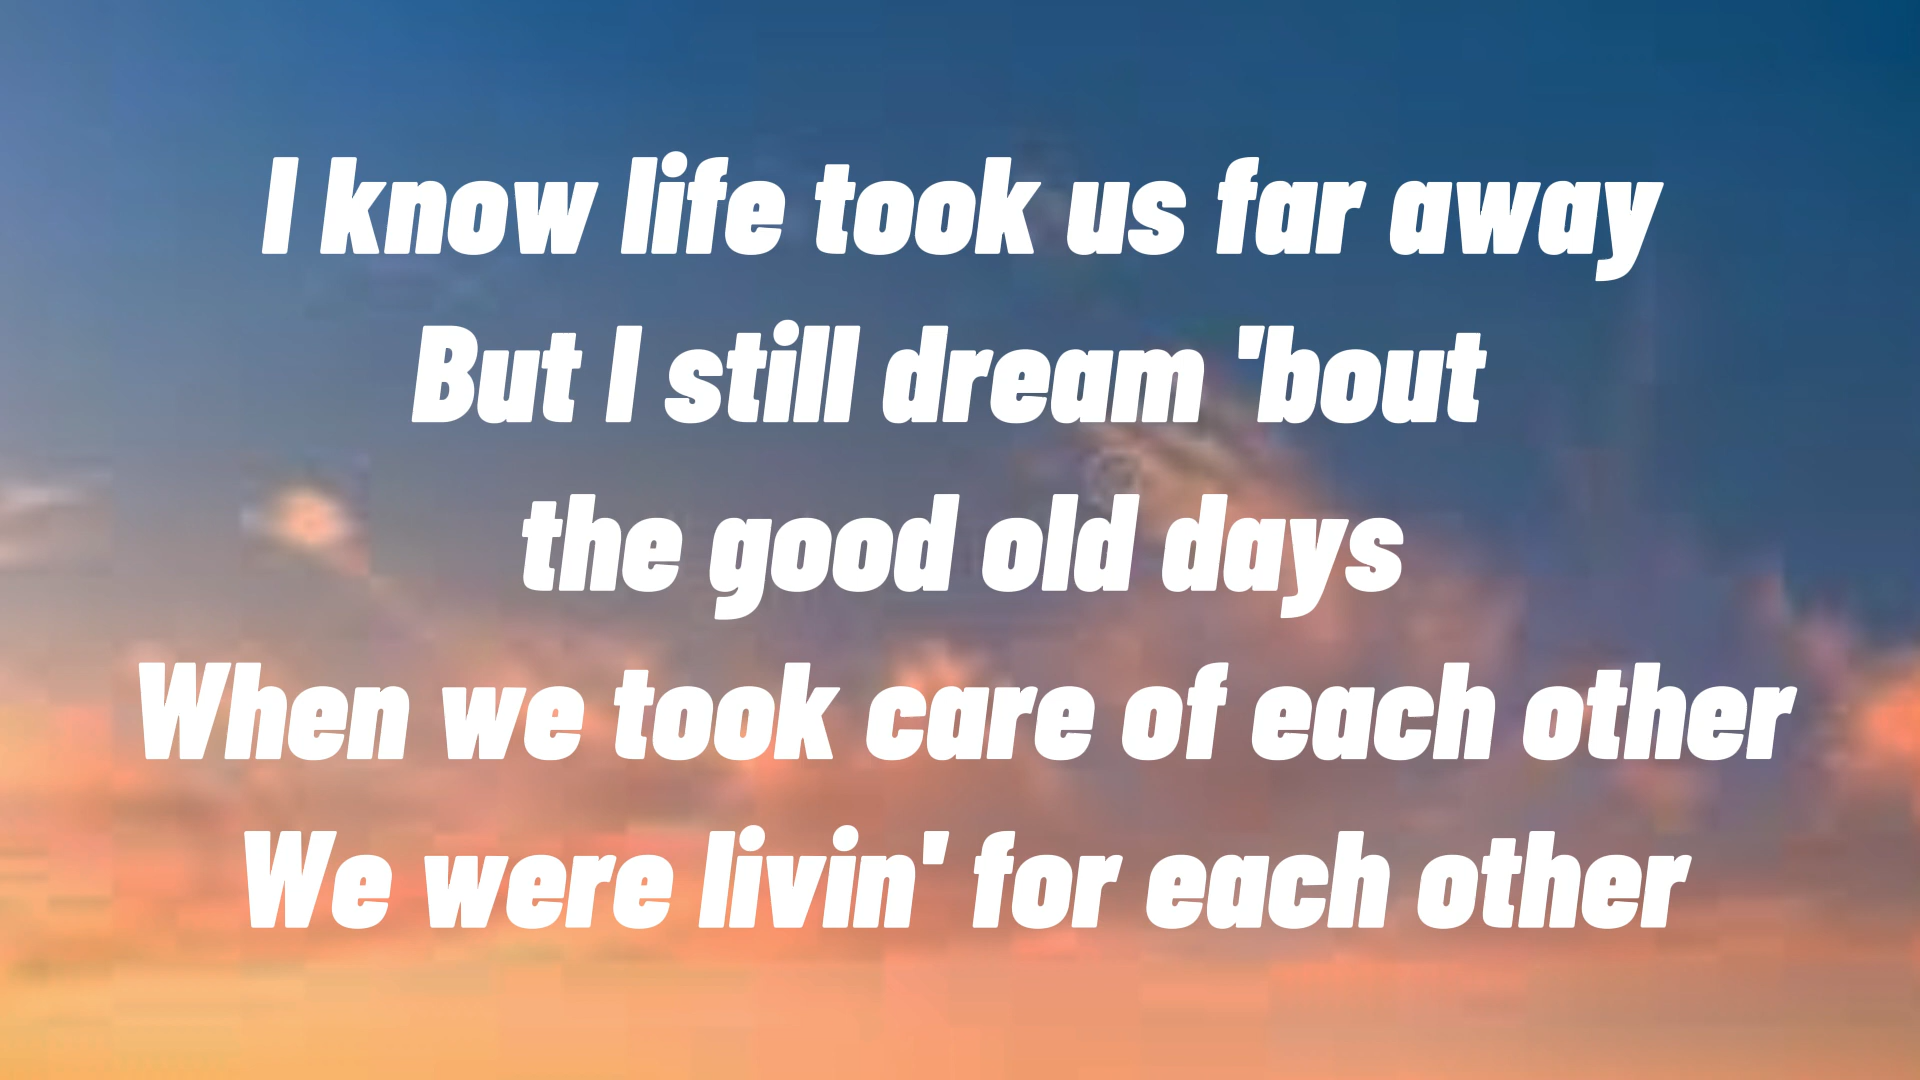 I know life took us far away
But I still dream 'bout
the good old days
When we took care of each other
We were livin' for each other